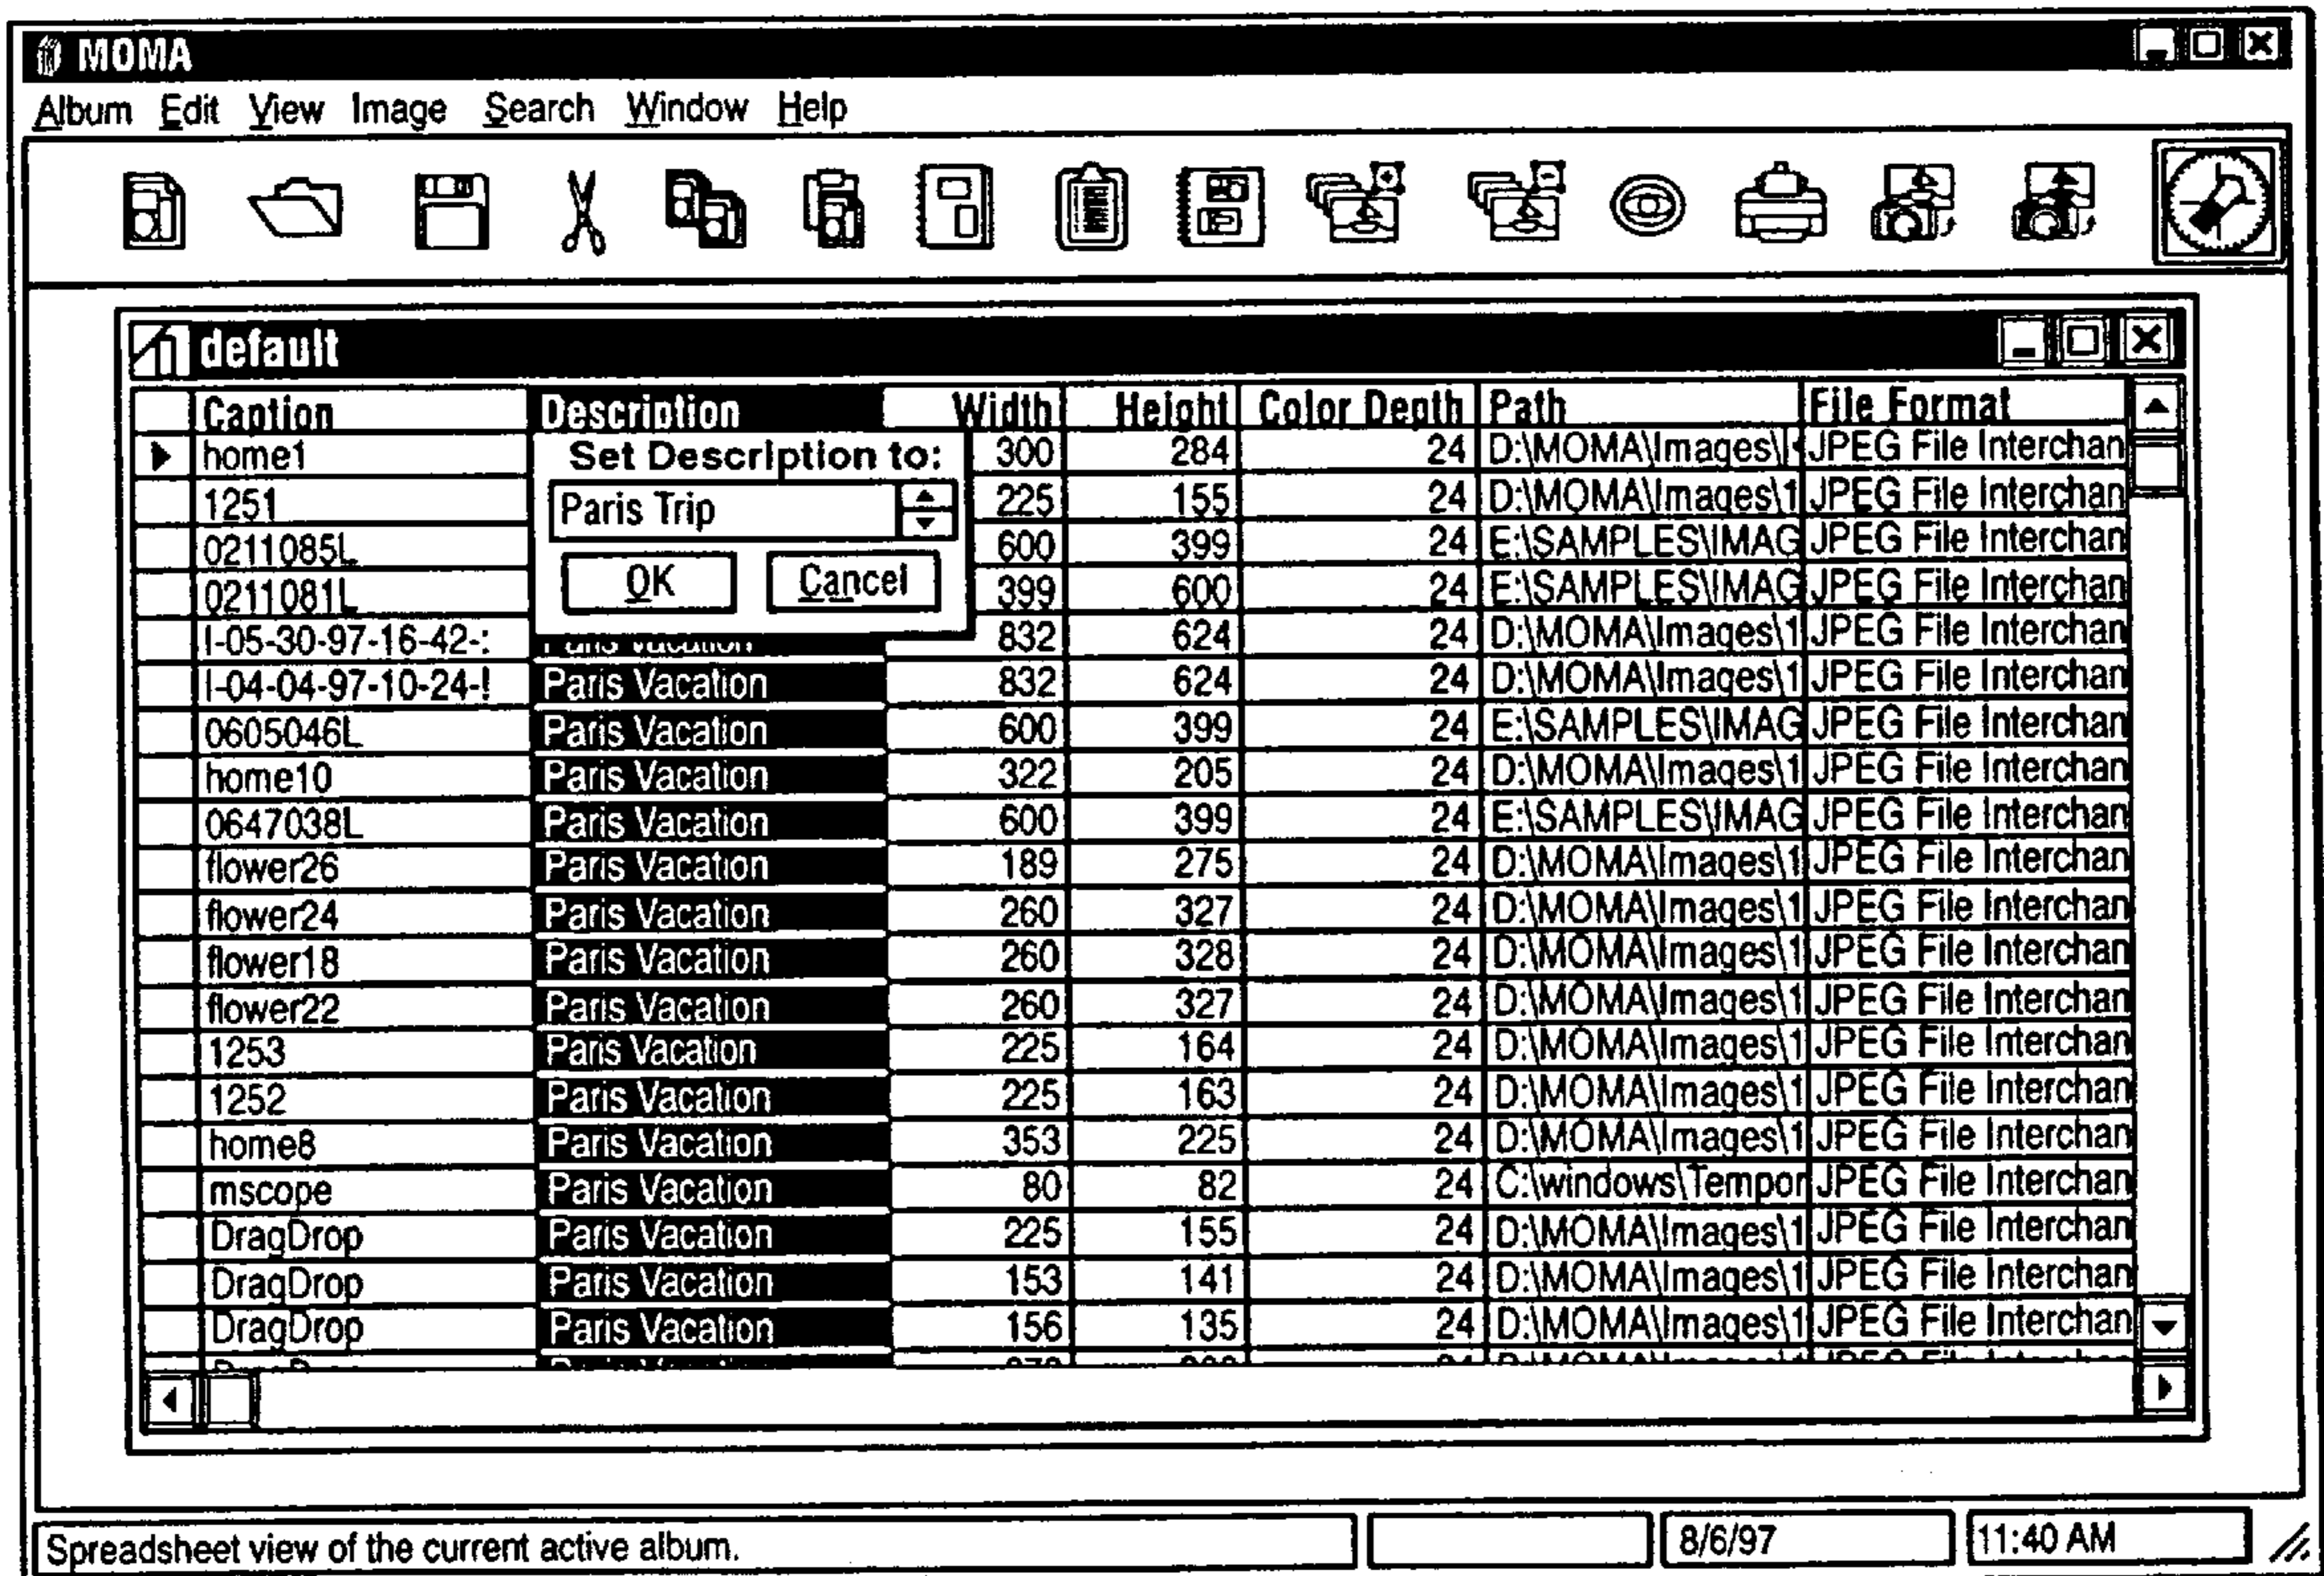 MOMA
Album Edit View Image Search Window Help
default
Caption Description Width Height Color Depth Path File Format
Set Description to:
Paris Trip
OK Cancel
home1 300 284 24 D:\MOMA\Images\ JPEG File Interchan
1251 225 155 24 D:\MOMA\Images\1 JPEG File Interchan
0211085L 600 399 24 E:\SAMPLES\IMAG JPEG File Interchan
0211081L 399 600 24 E:\SAMPLES\IMAG JPEG File Interchan
I-05-30-97-16-42-: Paris Vacation 832 624 24 D:\MOMA\Images\1 JPEG File Interchan
I-04-04-97-10-24-! Paris Vacation 832 624 24 D:\MOMA\Images\1 JPEG File Interchan
0605046L Paris Vacation 600 399 24 E:\SAMPLES\IMAG JPEG File Interchan
home10 Paris Vacation 322 205 24 D:\MOMA\Images\1 JPEG File Interchan
0647038L Paris Vacation 600 399 24 E:\SAMPLES\IMAG JPEG File Interchan
flower26 Paris Vacation 189 275 24 D:\MOMA\Images\1 JPEG File Interchan
flower24 Paris Vacation 260 327 24 D:\MOMA\Images\1 JPEG File Interchan
flower18 Paris Vacation 260 328 24 D:\MOMA\Images\1 JPEG File Interchan
flower22 Paris Vacation 260 327 24 D:\MOMA\Images\1 JPEG File Interchan
1253 Paris Vacation 225 164 24 D:\MOMA\Images\1 JPEG File Interchan
1252 Paris Vacation 225 163 24 D:\MOMA\Images\1 JPEG File Interchan
home8 Paris Vacation 353 225 24 D:\MOMA\Images\1 JPEG File Interchan
mscope Paris Vacation 80 82 24 C:\windows\Tempor JPEG File Interchan
DragDrop Paris Vacation 225 155 24 D:\MOMA\Images\1 JPEG File Interchan
DragDrop Paris Vacation 153 141 24 D:\MOMA\Images\1 JPEG File Interchan
DragDrop Paris Vacation 156 135 24 D:\MOMA\Images\1 JPEG File Interchan
Spreadsheet view of the current active album. 8/6/97 11:40 AM